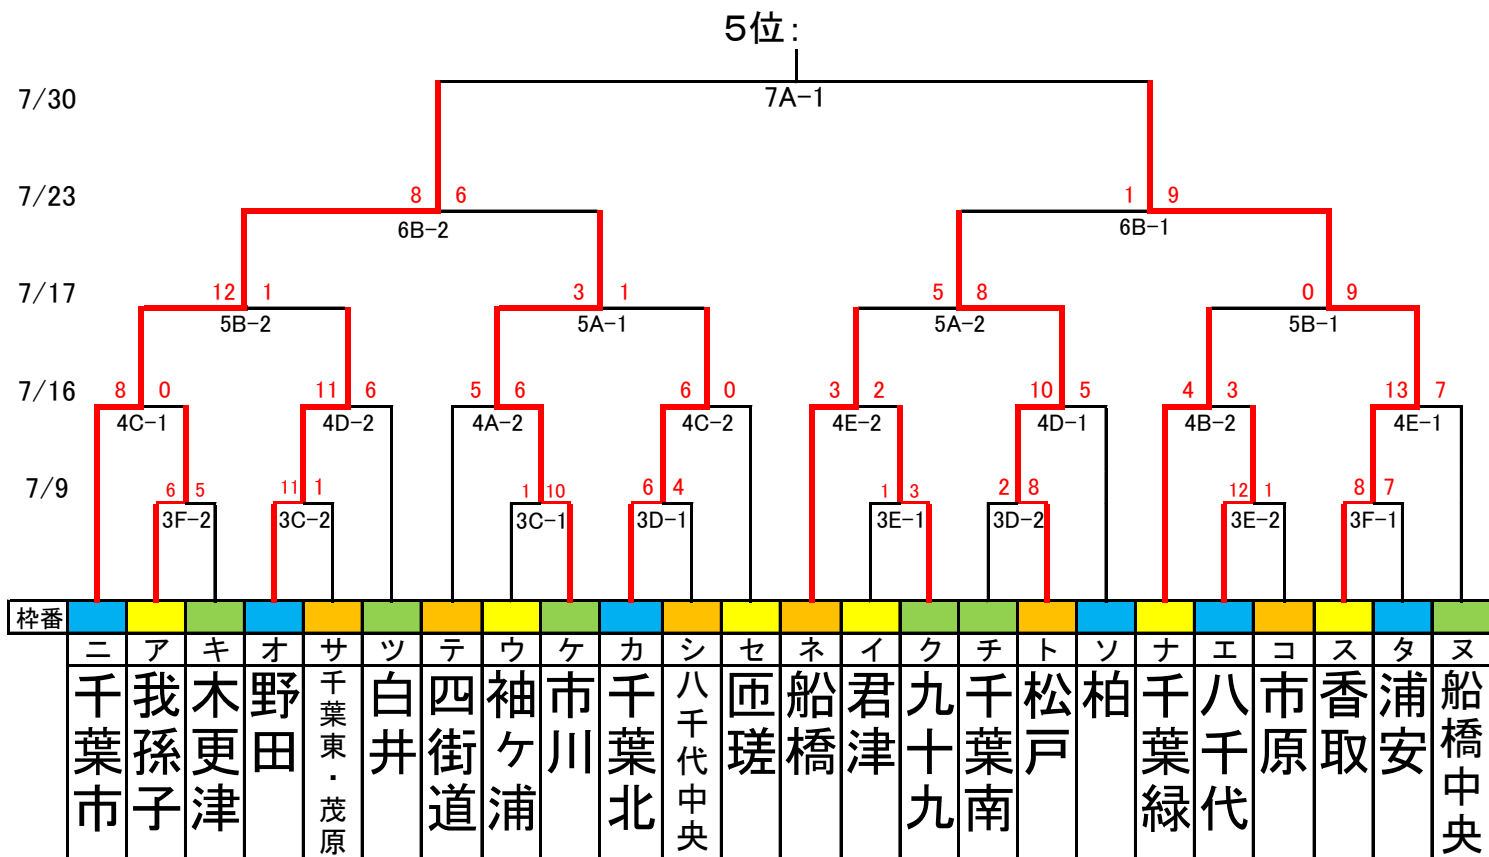 5位:
7/30
7A-1
7/23
8 6
1 9
6B-2
6B-1
7/17
12 1
3 1
5 8
0 9
5B-2
5A-1
5A-2
5B-1
7/16
8 0
11 6
5 6
6 0
3 2
10 5
4 3
13 7
4C-1
4D-2
4A-2
4C-2
4E-2
4D-1
4B-2
4E-1
7/9
6 5
11 1
1 10
6 4
1 3
2 8
12 1
8 7
3F-2
3C-2
3C-1
3D-1
3E-1
3D-2
3E-2
3F-1
枠番
ニ ア キ オ サ ツ テ ウ ケ カ シ セ ネ イ ク チ ト ソ ナ エ コ ス タ ヌ
千葉市
我孫子
木更津
野田
千葉東・茂原
白井
四街道
袖ヶ浦
市川
千葉北
八千代中央
匝瑳
船橋
君津
九十九
千葉南
松戸
柏
千葉緑
八千代
市原
香取
浦安
船橋中央